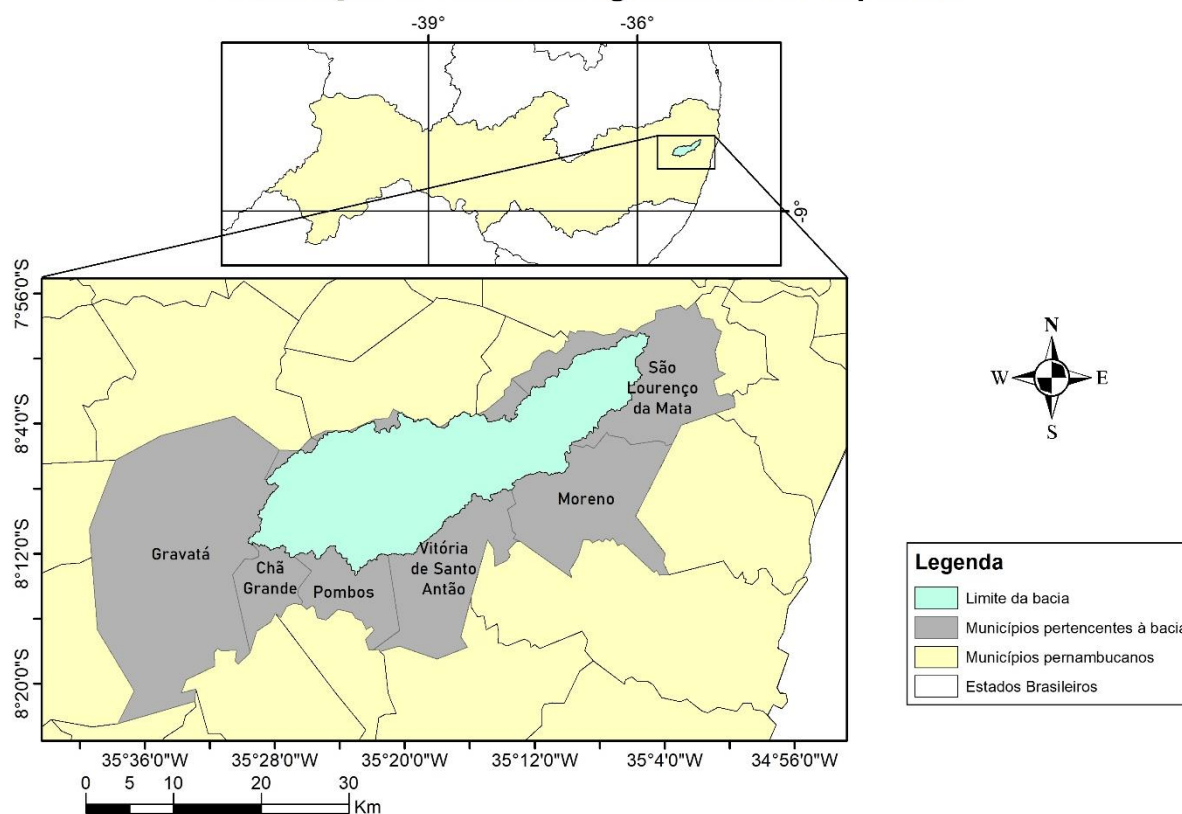 -39°
-36°
-9°
7°56'0"S
8°4'0"S
8°12'0"S
8°20'0"S
São
Lourenço
da Mata
Moreno
Gravatá
Chã
Grande
Pombos
Vitória
de Santo
Antão
35°36'0"W
35°28'0"W
35°20'0"W
35°12'0"W
35°4'0"W
34°56'0"W
0 5 10 20 30
Km
N
W
E
S
Legenda
Limite da bacia
Municípios pertencentes à bacia
Municípios pernambucanos
Estados Brasileiros